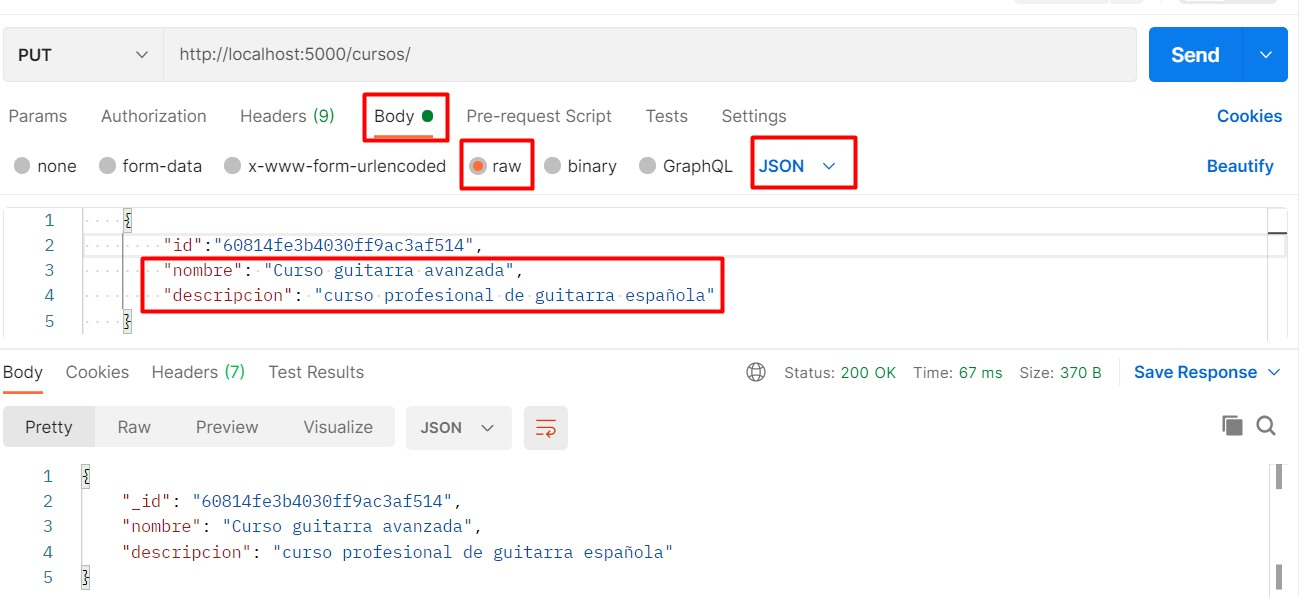 PUT http://localhost:5000/cursos/ Send
Params Authorization Headers (9) Body Pre-request Script Tests Settings Cookies
none form-data x-www-form-urlencoded raw binary GraphQL JSON Beautify
1 {
2 "id":"60814fe3b4030ff9ac3af514",
3 "nombre": "Curso guitarra avanzada",
4 "descripcion": "curso profesional de guitarra española"
5 }
Body Cookies Headers (7) Test Results Status: 200 OK Time: 67 ms Size: 370 B Save Response
Pretty Raw Preview Visualize JSON
1 {
2 "_id": "60814fe3b4030ff9ac3af514",
3 "nombre": "Curso guitarra avanzada",
4 "descripcion": "curso profesional de guitarra española"
5 }